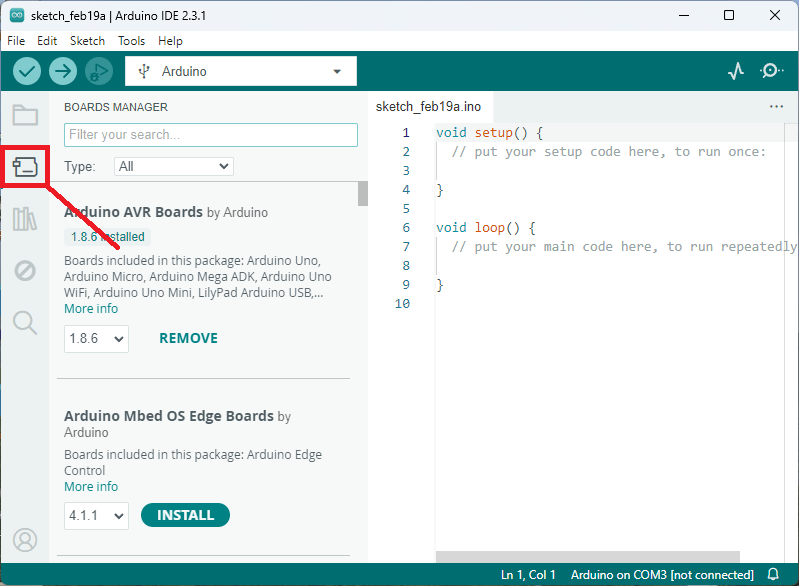 sketch_feb19a | Arduino IDE 2.3.1
File Edit Sketch Tools Help
Arduino
BOARDS MANAGER
Filter your search...
Type: All
Arduino AVR Boards by Arduino
1.8.6 installed
Boards included in this package: Arduino Uno,
Arduino Micro, Arduino Mega ADK, Arduino Uno
WiFi, Arduino Uno Mini, LilyPad Arduino USB,...
More info
1.8.6 REMOVE
Arduino Mbed OS Edge Boards by
Arduino
Boards included in this package: Arduino Edge
Control
More info
4.1.1 INSTALL
sketch_feb19a.ino
1 void setup() {
2 // put your setup code here, to run once:
3
4 }
5
6 void loop() {
7 // put your main code here, to run repeatedly
8
9 }
10
Ln 1, Col 1 Arduino on COM3 [not connected]